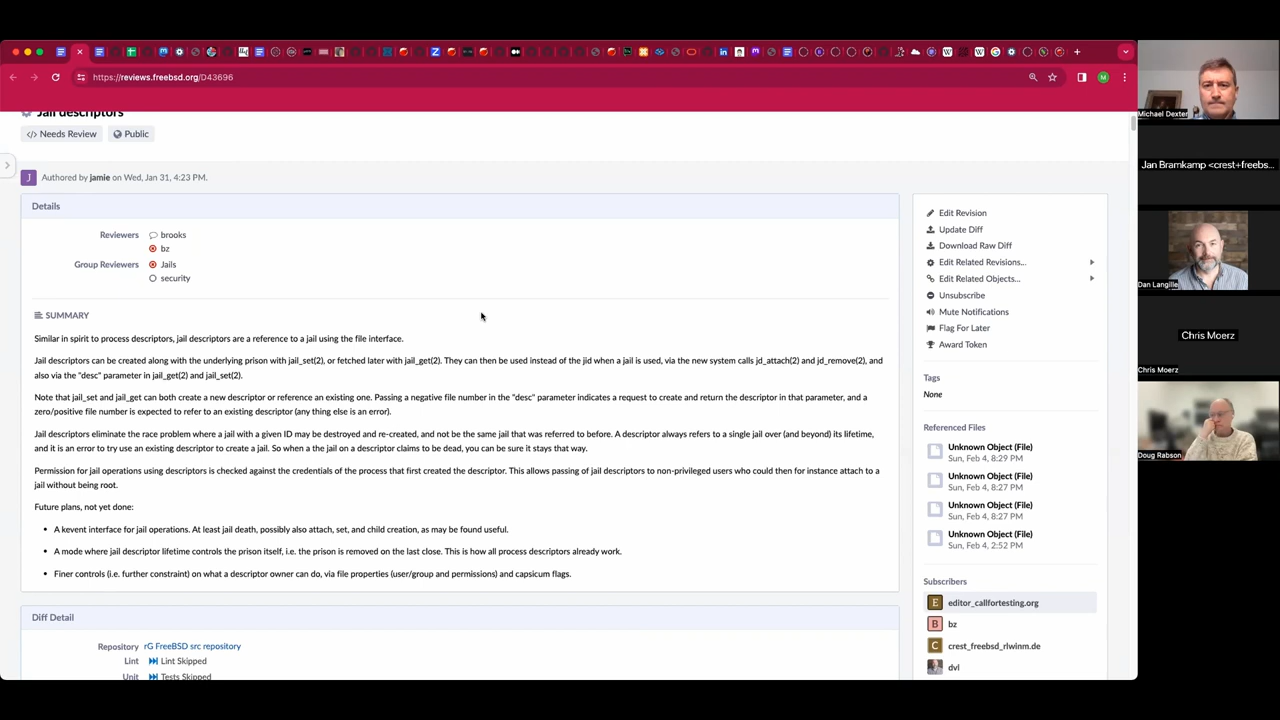 https://reviews.freebsd.org/D43696
Jail descriptors
Needs Review
Public
Authored by jamie on Wed, Jan 31, 4:23 PM.
Details
Reviewers
brooks
bz
Group Reviewers
Jails
security
SUMMARY
Similar in spirit to process descriptors, jail descriptors are a reference to a jail using the file interface.
Jail descriptors can be created along with the underlying prison with jail_set(2), or fetched later with jail_get(2). They can then be used instead of the jid when a jail is used, via the new system calls jd_attach(2) and jd_remove(2), and
also via the "desc" parameter in jail_get(2) and jail_set(2).
Note that jail_set and jail_get can both create a new descriptor or reference an existing one. Passing a negative file number in the "desc" parameter indicates a request to create and return the descriptor in that parameter, and a
zero/positive file number is expected to refer to an existing descriptor (any thing else is an error).
Jail descriptors eliminate the race problem where a jail with a given ID may be destroyed and re-created, and not be the same jail that was referred to before. A descriptor always refers to a single jail over (and beyond) its lifetime,
and it is an error to try use an existing descriptor to create a jail. So when a jail on a descriptor claims to be dead, you can be sure it stays that way.
Permission for jail operations using descriptors is checked against the credentials of the process that first created the descriptor. This allows passing of jail descriptors to non-privileged users who could then for instance attach to a
jail without being root.
Future plans, not yet done:
• A kevent interface for jail operations. At least jail death, possibly also attach, set, and child creation, as may be found useful.
• A mode where jail descriptor lifetime controls the prison itself, i.e. the prison is removed on the last close. This is how all process descriptors already work.
• Finer controls (i.e. further constraint) on what a descriptor owner can do, via file properties (user/group and permissions) and capsicum flags.
Diff Detail
Repository
rG FreeBSD src repository
Lint
Lint Skipped
Unit
Tests Skipped
Edit Revision
Update Diff
Download Raw Diff
Edit Related Revisions...
Edit Related Objects...
Unsubscribe
Mute Notifications
Flag For Later
Award Token
Tags
None
Referenced Files
Unknown Object (File)
Sun, Feb 4, 8:29 PM
Unknown Object (File)
Sun, Feb 4, 8:27 PM
Unknown Object (File)
Sun, Feb 4, 8:27 PM
Unknown Object (File)
Sun, Feb 4, 2:52 PM
Subscribers
editor_callfortesting.org
bz
crest_freebsd_rlwinm.de
dvl
Michael Dexter
Jan Bramkamp <crest+freebs...
Dan Langille
Chris Moerz
Chris Moerz
Doug Rabson